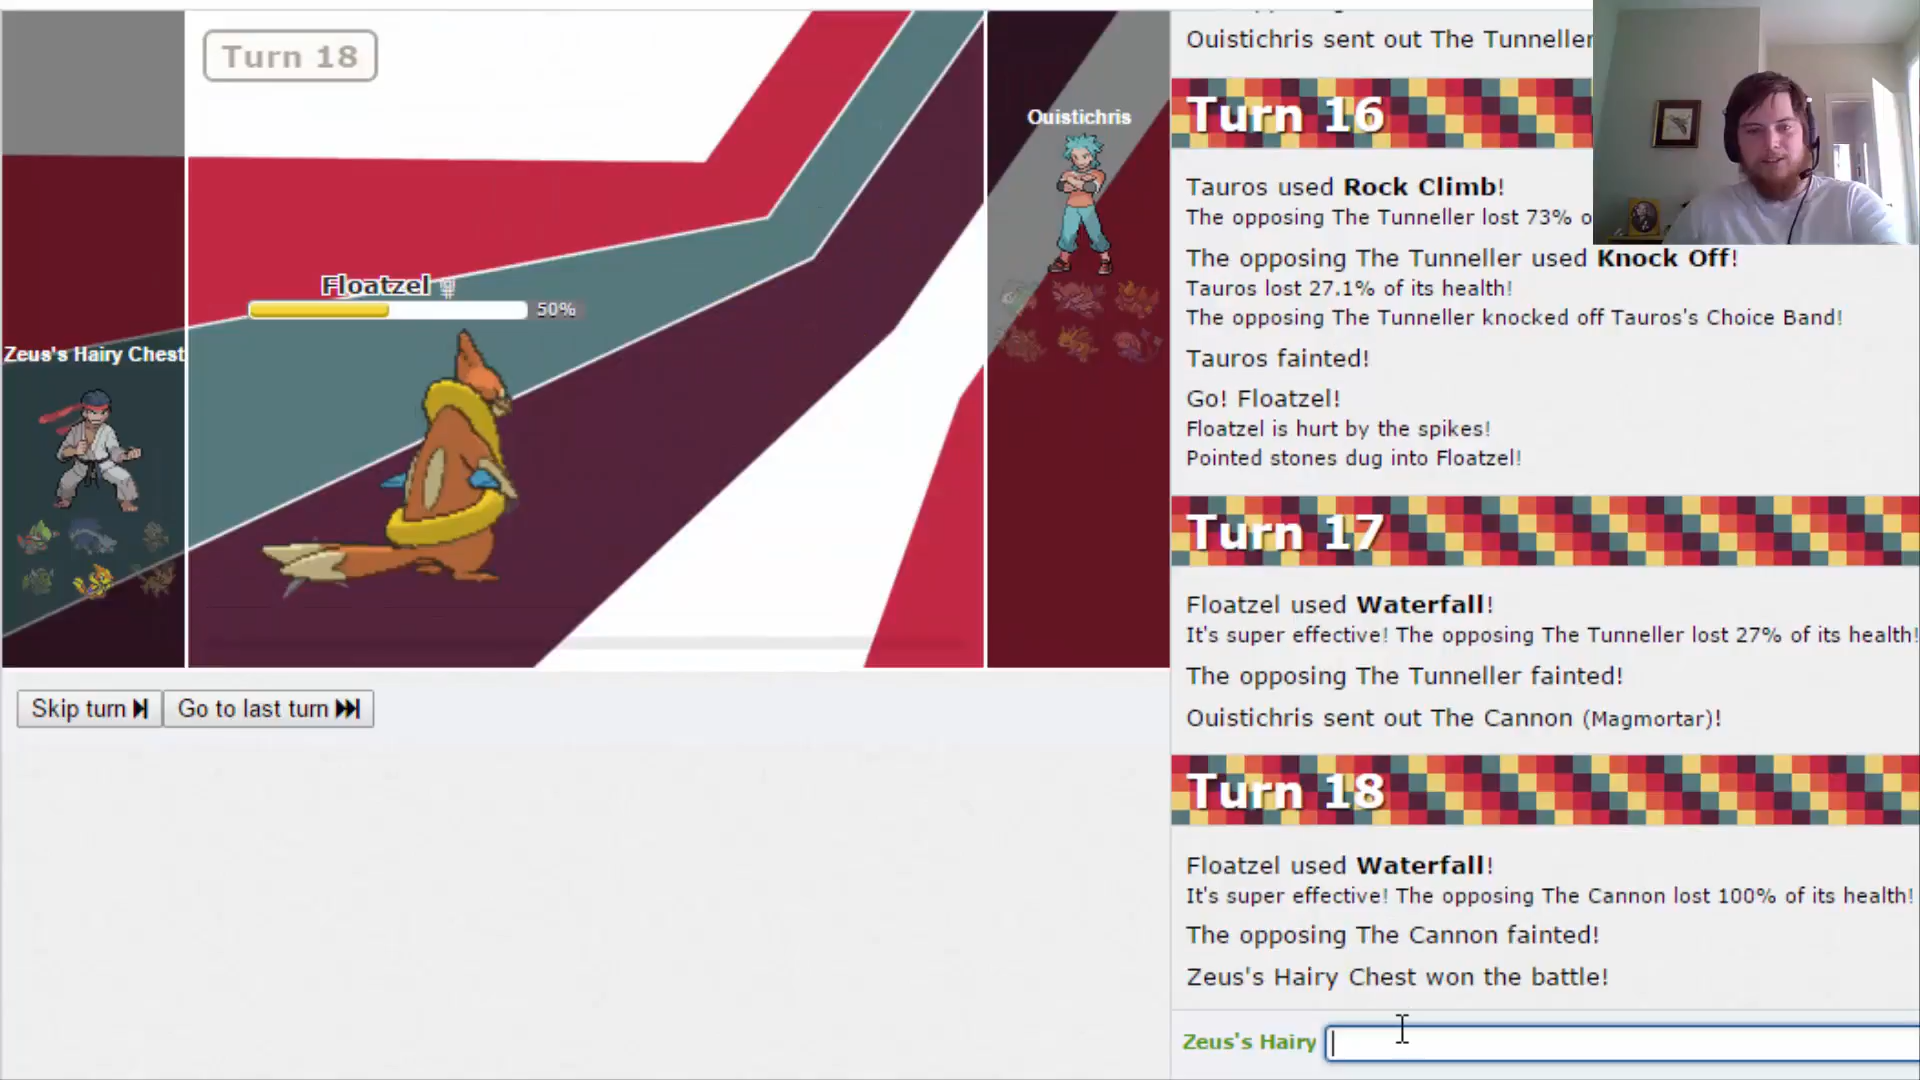 Turn 18
Floatzel
50%
Zeus's Hairy Chest
Ouistichris
Skip turn
Go to last turn
Ouistichris sent out The Tunneller
Turn 16
Tauros used Rock Climb!
The opposing The Tunneller lost 73% o
The opposing The Tunneller used Knock Off!
Tauros lost 27.1% of its health!
The opposing The Tunneller knocked off Tauros's Choice Band!
Tauros fainted!
Go! Floatzel!
Floatzel is hurt by the spikes!
Pointed stones dug into Floatzel!
Turn 17
Floatzel used Waterfall!
It's super effective! The opposing The Tunneller lost 27% of its health!
The opposing The Tunneller fainted!
Ouistichris sent out The Cannon (Magmortar)!
Turn 18
Floatzel used Waterfall!
It's super effective! The opposing The Cannon lost 100% of its health!
The opposing The Cannon fainted!
Zeus's Hairy Chest won the battle!
Zeus's Hairy